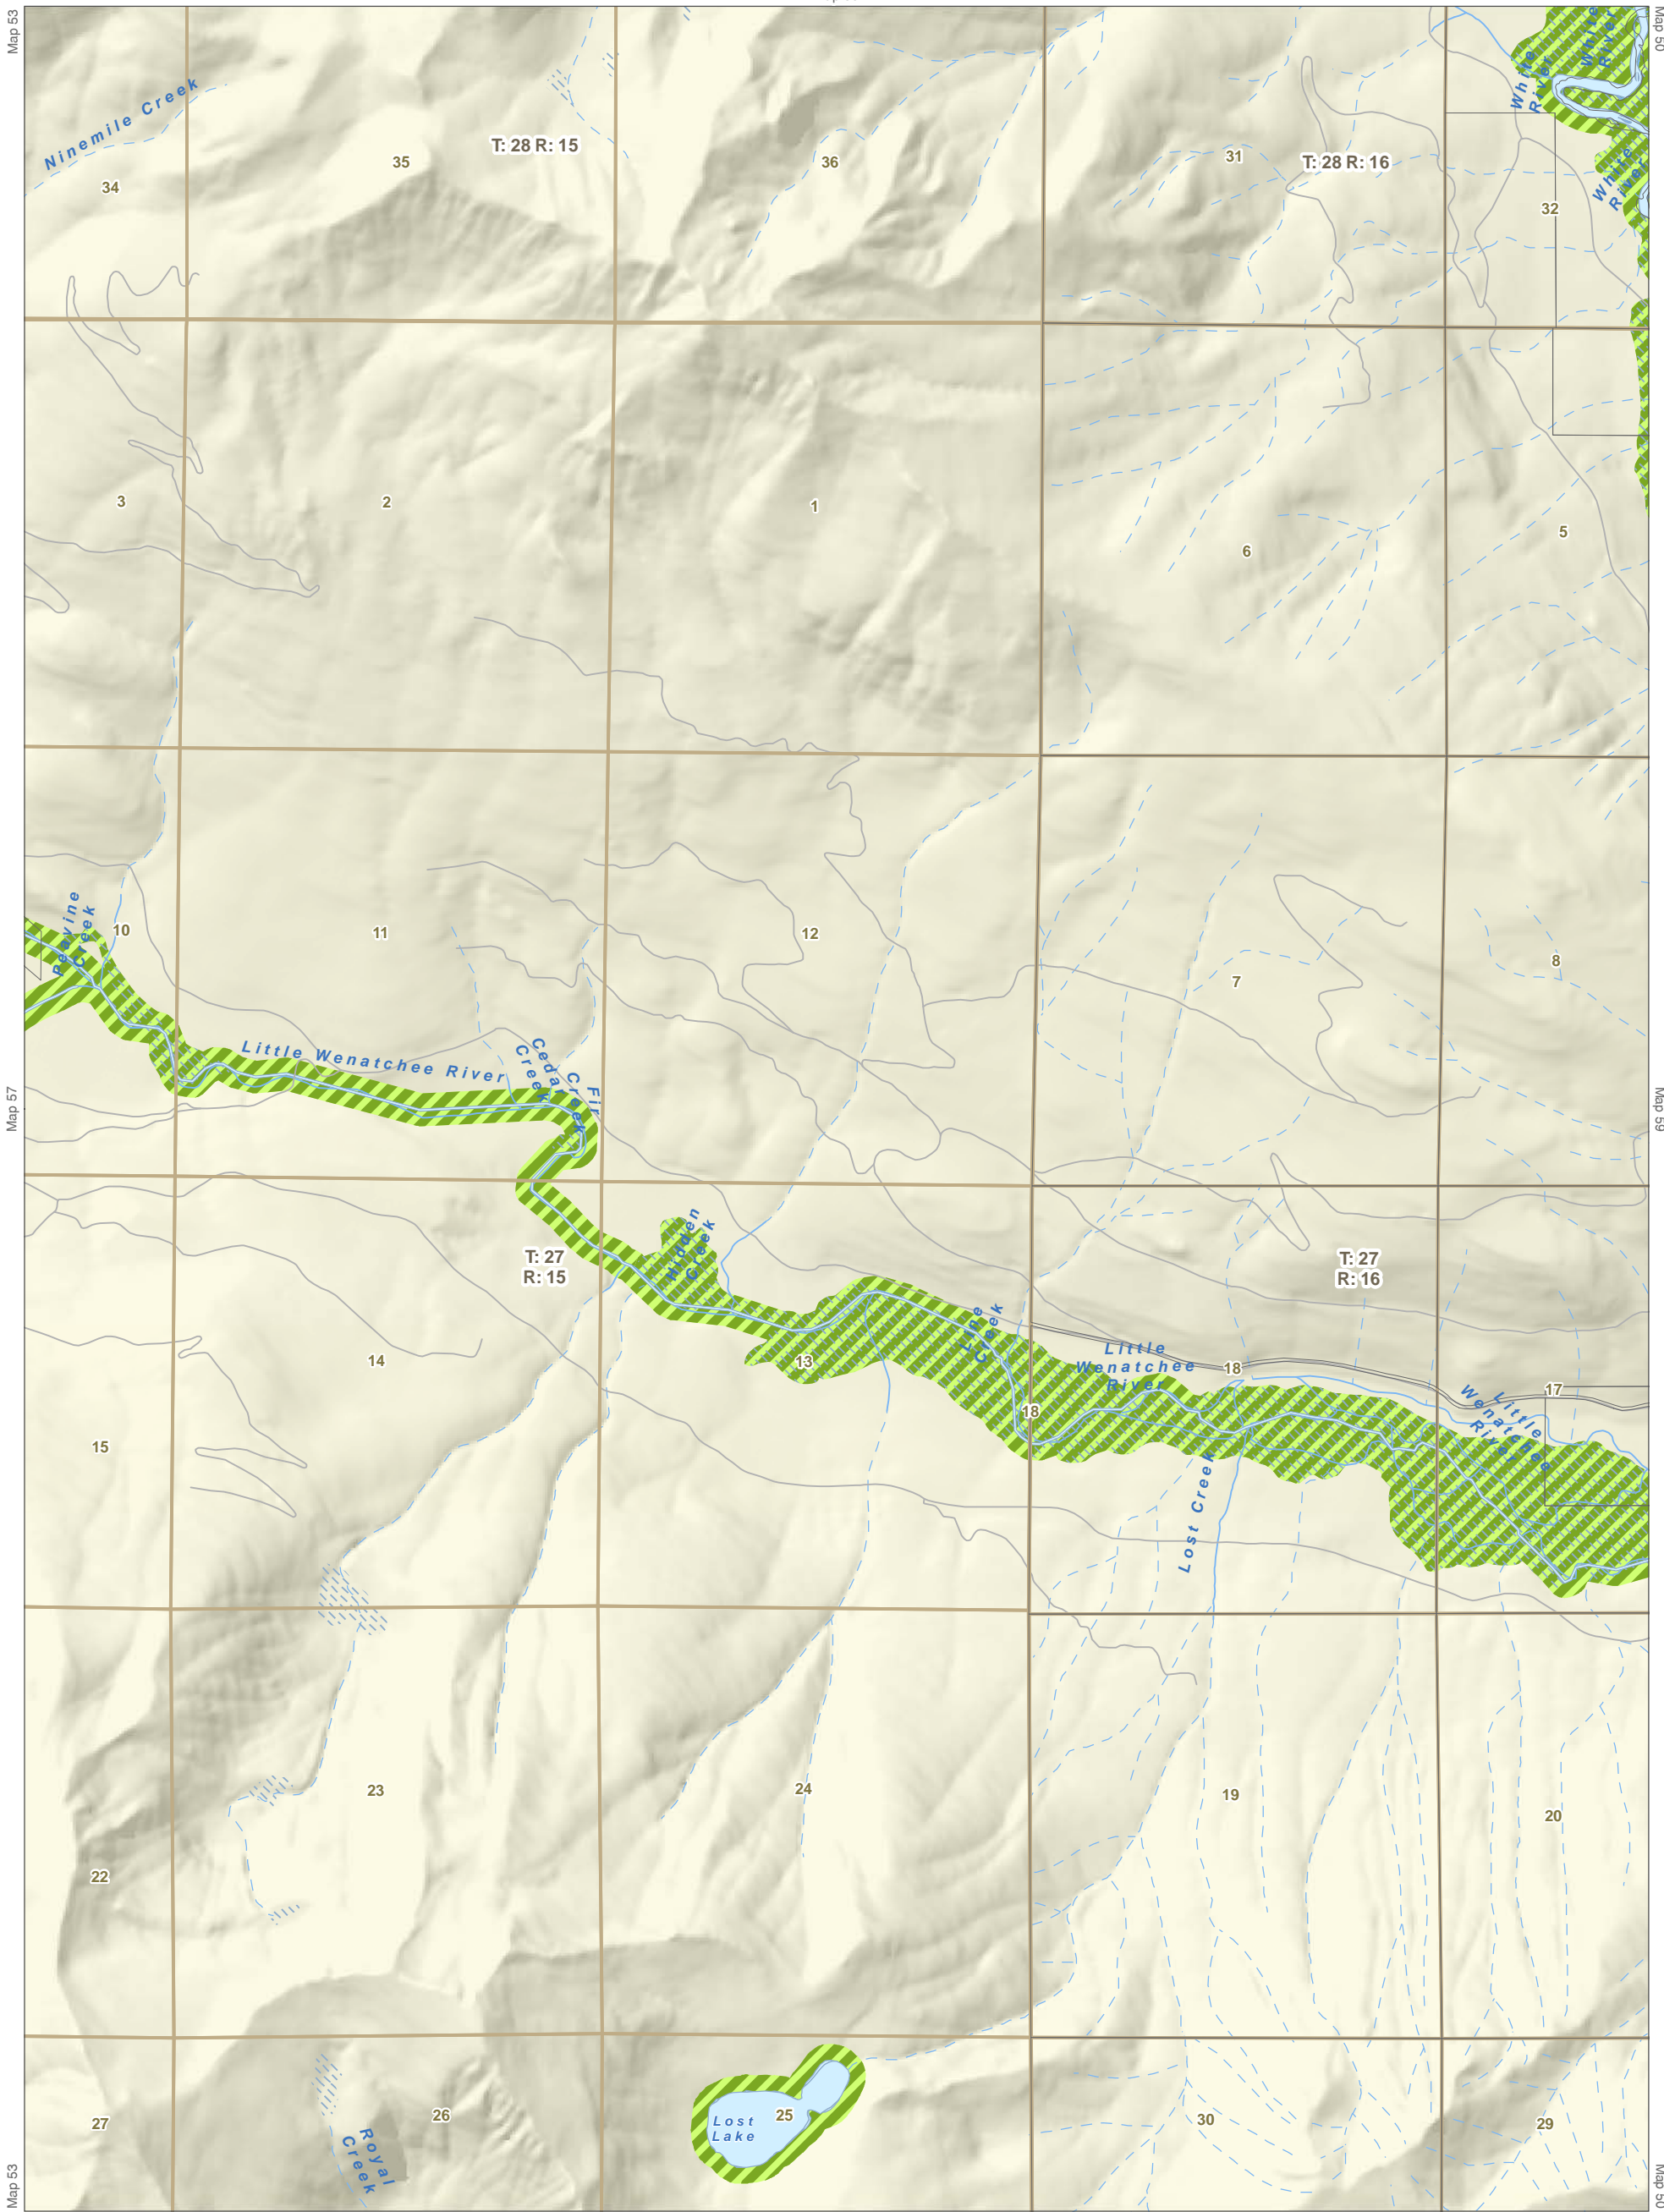 Map 53
Map 50
White
River
White
River
Ninemile Creek
T: 28 R: 15
35
36
31
T: 28 R: 16
White
River
34
32
3
2
1
5
6
Peavine
Creek
10
11
12
7
8
Little Wenatchee River
Cedar
Creek
Fir
Creek
Map 57
Map 59
Hidden
Creek
T: 27
R: 15
T: 27
R: 16
Line
Creek
Little
Wenatchee
River
14
13
18
17
18
Little
Wenatchee
River
15
Lost Creek
23
24
19
20
22
27
26
25
Lost
Lake
30
29
Royal
Creek
Map 53
Map 50